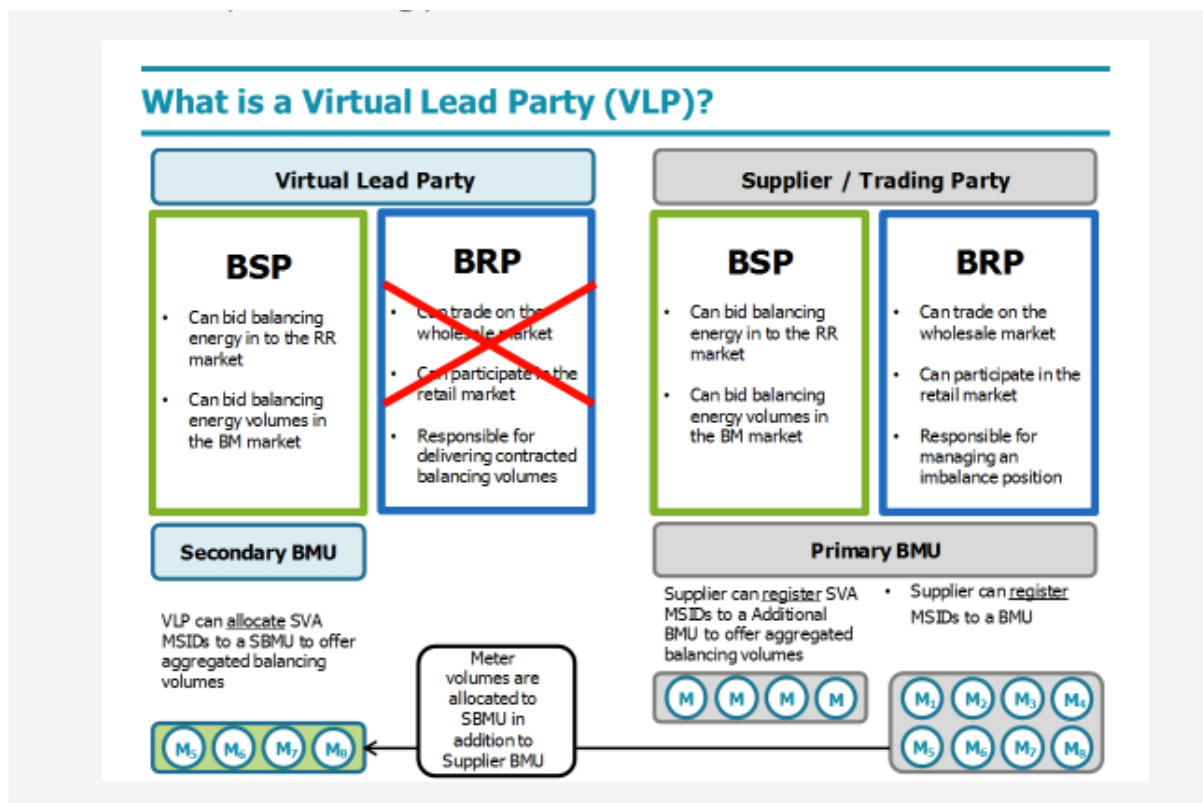 What is a Virtual Lead Party (VLP)?
Virtual Lead Party
BSP
• Can bid balancing
energy in to the RR
market
• Can bid balancing
energy volumes in
the BM market
BRP
• Can trade on the
wholesale market
• Can participate in the
retail market
• Responsible for
delivering contracted
balancing volumes
Secondary BMU
VLP can allocate SVA
MSIDs to a SBMU to offer
aggregated balancing
volumes
M₅ M₆ M₇ M₈
Meter
volumes are
allocated to
SBMU in
addition to
Supplier BMU
Supplier / Trading Party
BSP
• Can bid balancing
energy in to the RR
market
• Can bid balancing
energy volumes in
the BM market
BRP
• Can trade on the
wholesale market
• Can participate in the
retail market
• Responsible for
managing an
imbalance position
Primary BMU
Supplier can register SVA
MSIDs to a Additional
BMU to offer aggregated
balancing volumes
M M M M
• Supplier can register
MSIDs to a BMU
M₁ M₂ M₃ M₄
M₅ M₆ M₇ M₈